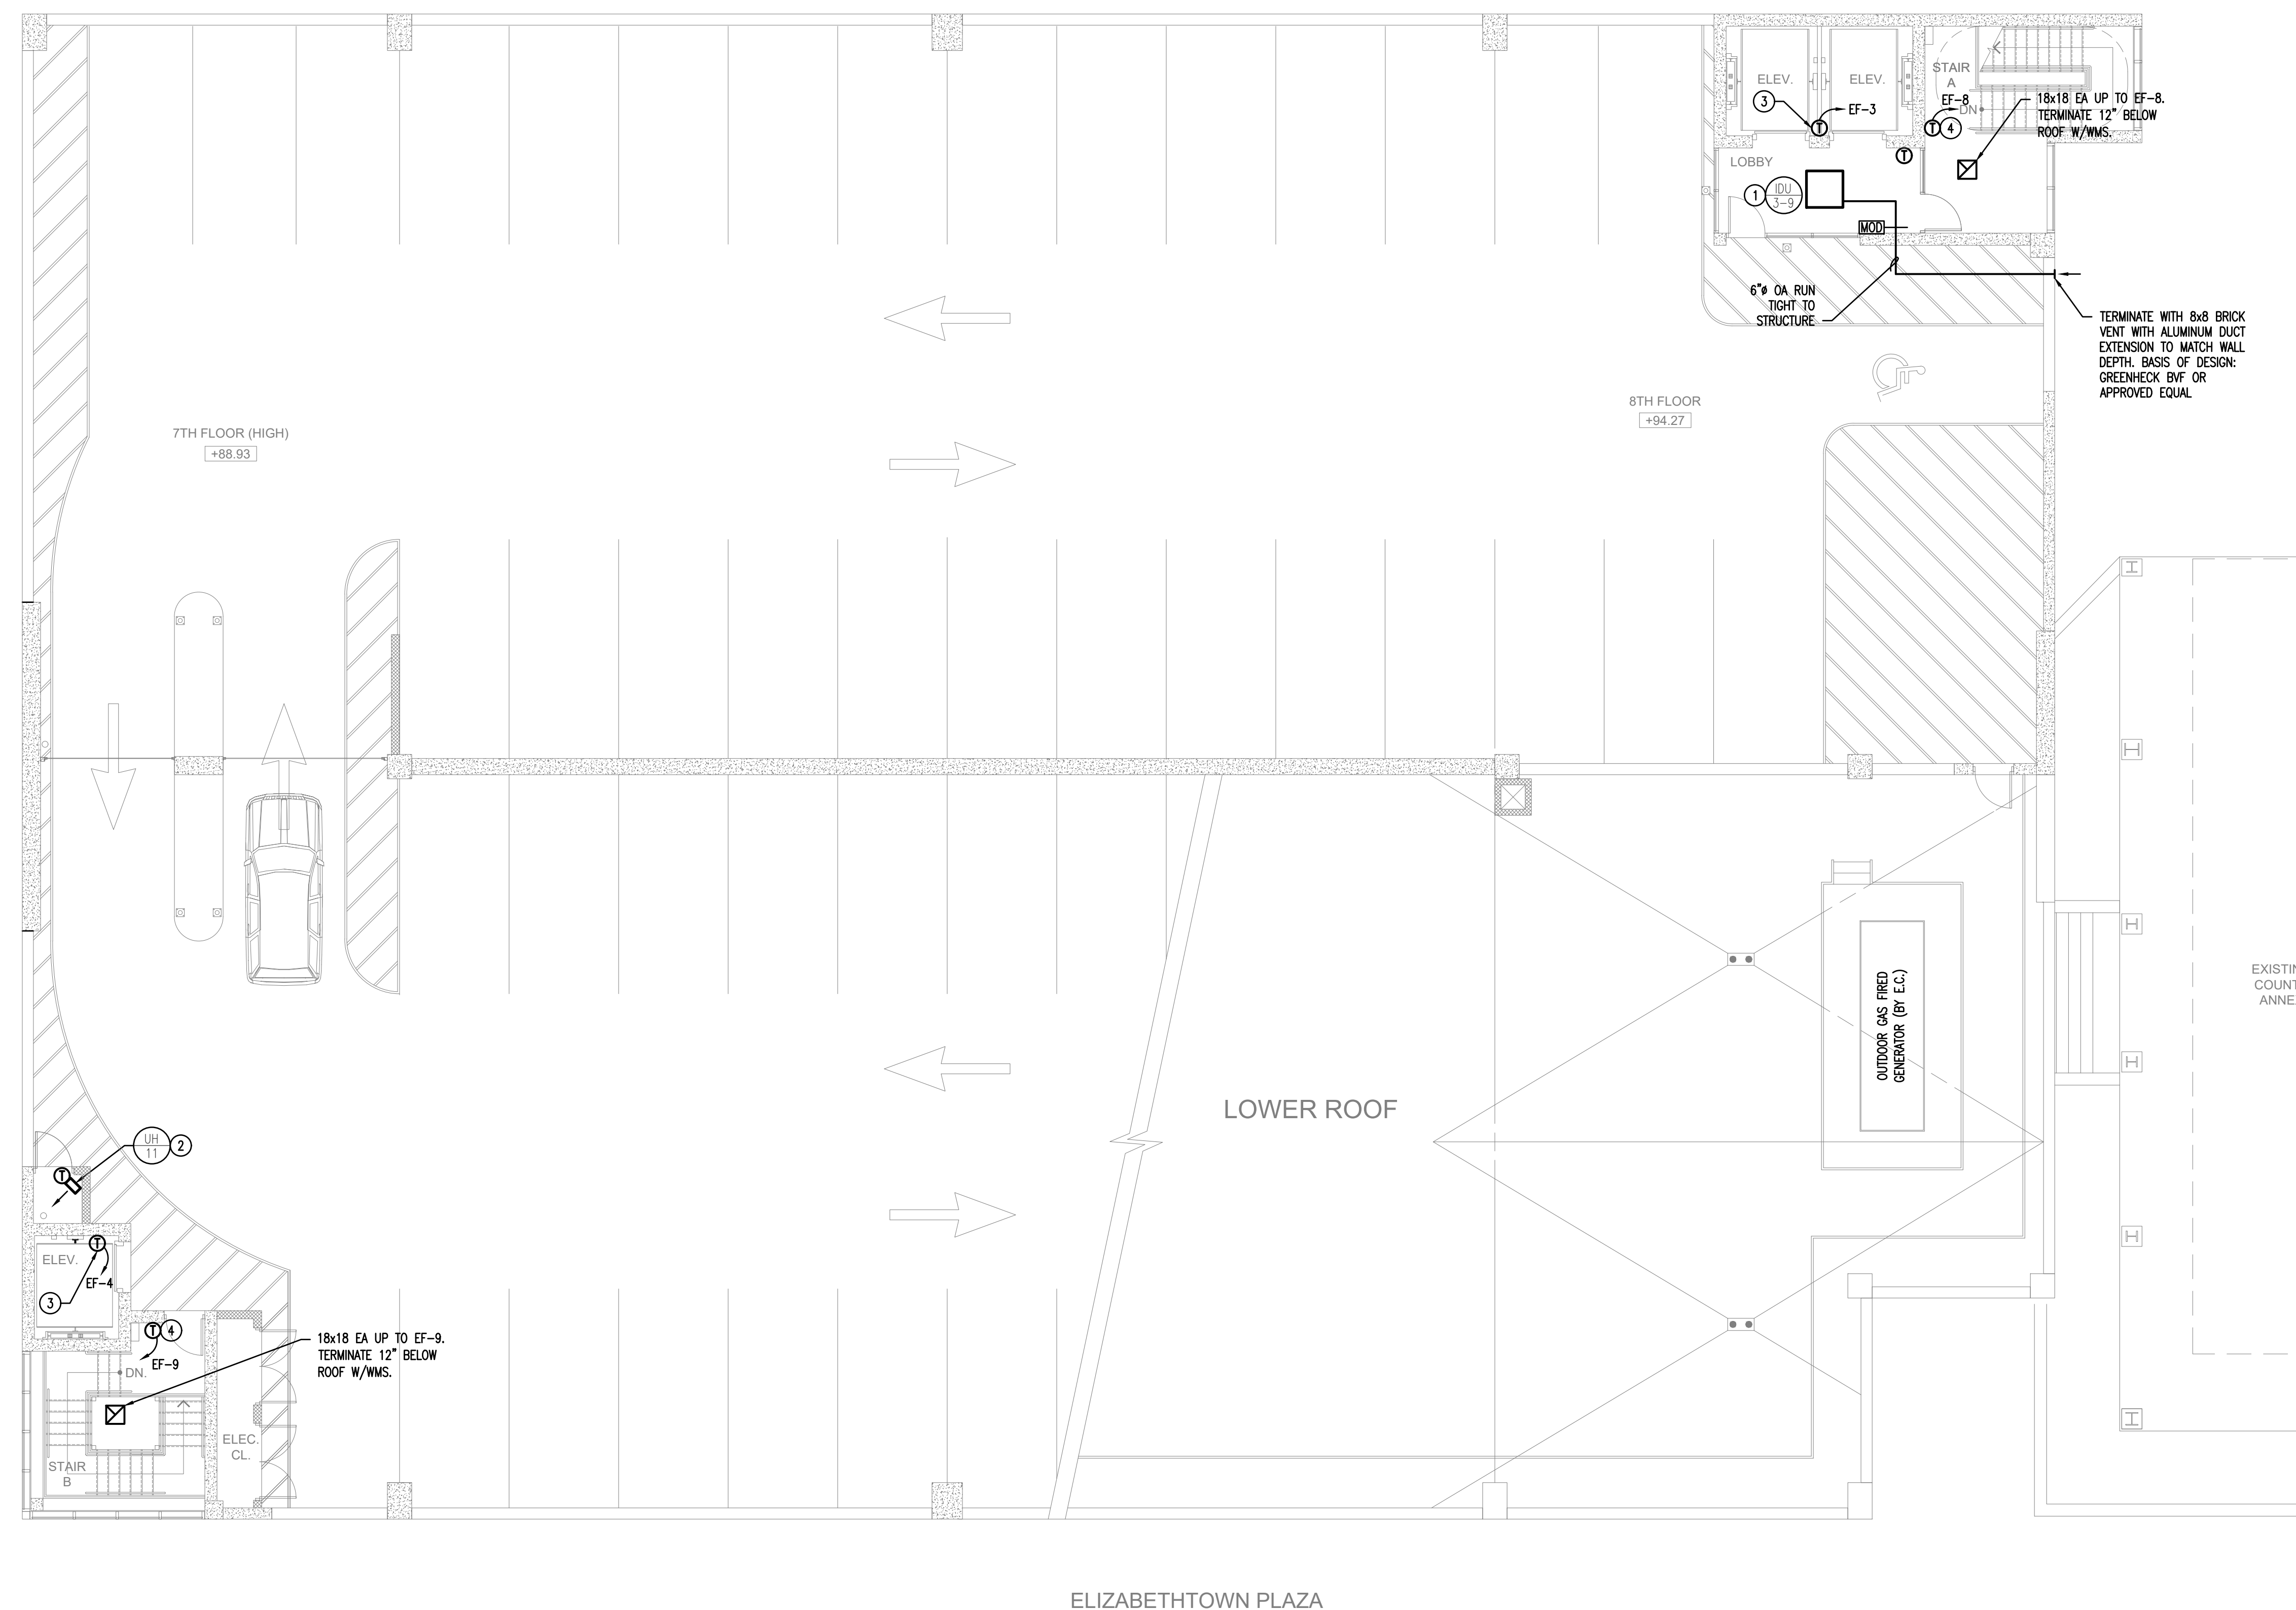 ELEV.
ELEV.
STAIR
A
3
EF-3
EF-8
DN
T
T
4
18x18 EA UP TO EF-8.
TERMINATE 12" BELOW
ROOF W/WMS.
LOBBY
T
1
IDU
3-9
MOD
6"ø OA RUN
TIGHT TO
STRUCTURE
TERMINATE WITH 8x8 BRICK
VENT WITH ALUMINUM DUCT
EXTENSION TO MATCH WALL
DEPTH. BASIS OF DESIGN:
GREENHECK BVF OR
APPROVED EQUAL
7TH FLOOR (HIGH)
+88.93
8TH FLOOR
+94.27
OUTDOOR GAS FIRED
GENERATOR (BY E.C.)
LOWER ROOF
UH
11
2
T
T
ELEV.
EF-4
3
T
4
EF-9
DN.
18x18 EA UP TO EF-9.
TERMINATE 12" BELOW
ROOF W/WMS.
ELEC.
CL.
STAIR
B
ELIZABETHTOWN PLAZA